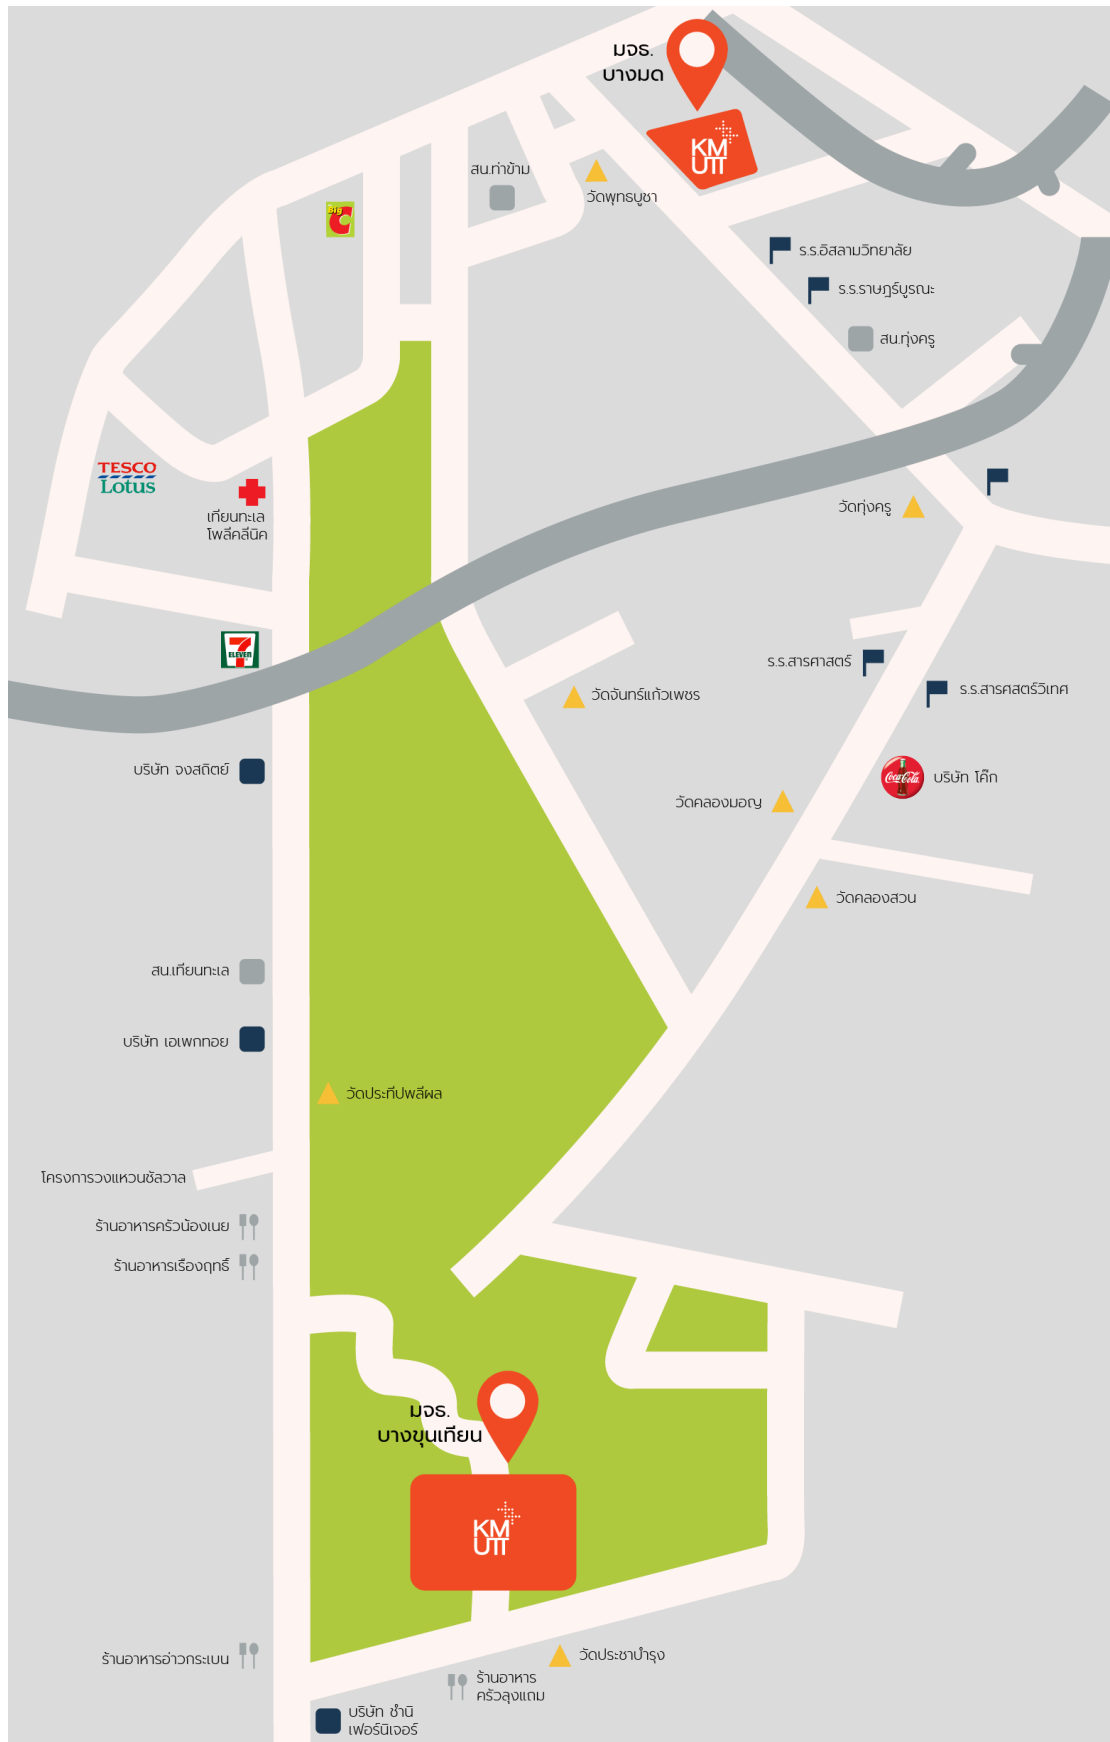 มจธ.
บางมด
KM
UTT
สน.ท่าข้าม
วัดพุทธบูชา
Big
C
ร.ร.อิสลามวิทยาลัย
ร.ร.ราษฎร์บูรณะ
สน.ทุ่งครุ
TESCO
Lotus
เทียนทะเล
โพลีคลีนิค
วัดทุ่งครุ
7
ELEVEN
ร.ร.สารศาสตร์
ร.ร.สารศสตร์วิเทศ
วัดจันทร์แก้วเพชร
บริษัท จงสถิตย์
Coca-Cola
บริษัท โค๊ก
วัดคลองมอญ
วัดคลองสวน
สน.เทียนทะเล
บริษัท เอเพกทอย
วัดประทีปพลีผล
โครงการวงแหวนชัลวาล
ร้านอาหารครัวน้องเนย
ร้านอาหารเรืองฤทธิ์
มจธ.
บางขุนเทียน
KM
UTT
ร้านอาหารอ่าวกระเบน
วัดประชาบำรุง
ร้านอาหาร
ครัวลุงแถม
บริษัท ชำนิ
เฟอร์นิเจอร์